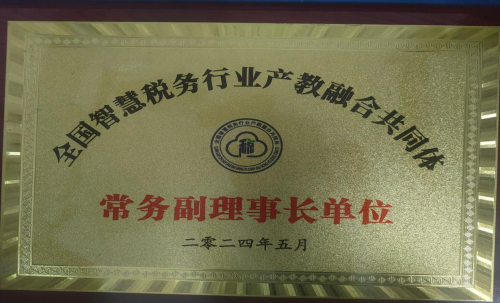 全国智慧税务行业产教融合共同体
常务副理事长单位
二零二四年五月